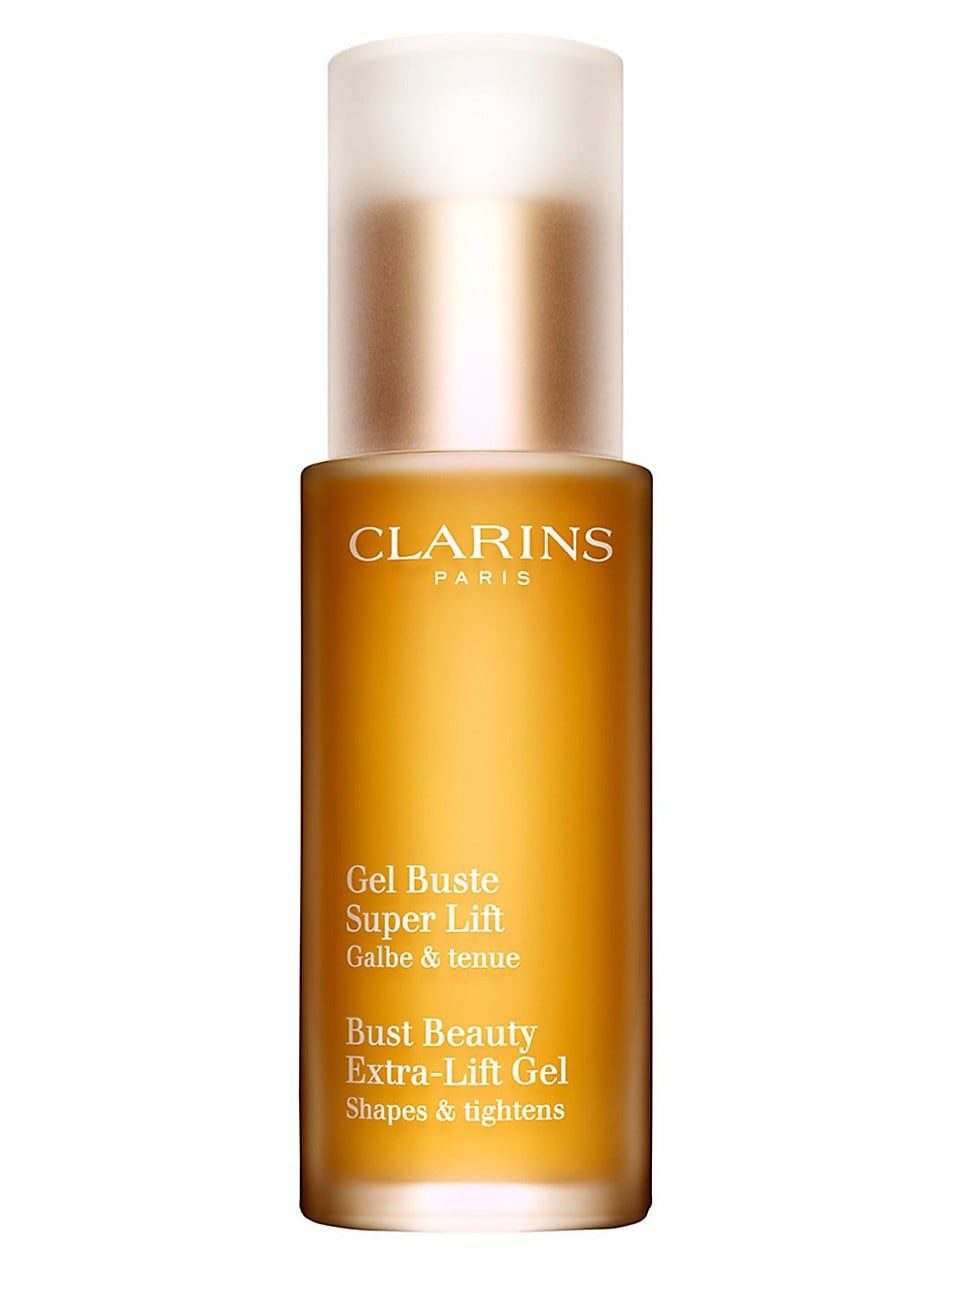 CLARINS
PARIS
Gel Buste
Super Lift
Galbe & tenue
Bust Beauty
Extra-Lift Gel
Shapes & tightens